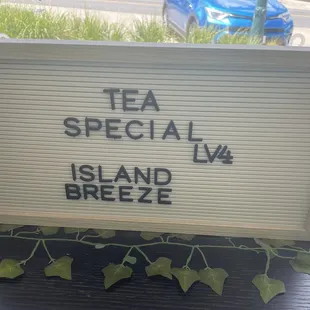 TEA
SPECIAL
LV4
ISLAND
BREEZE